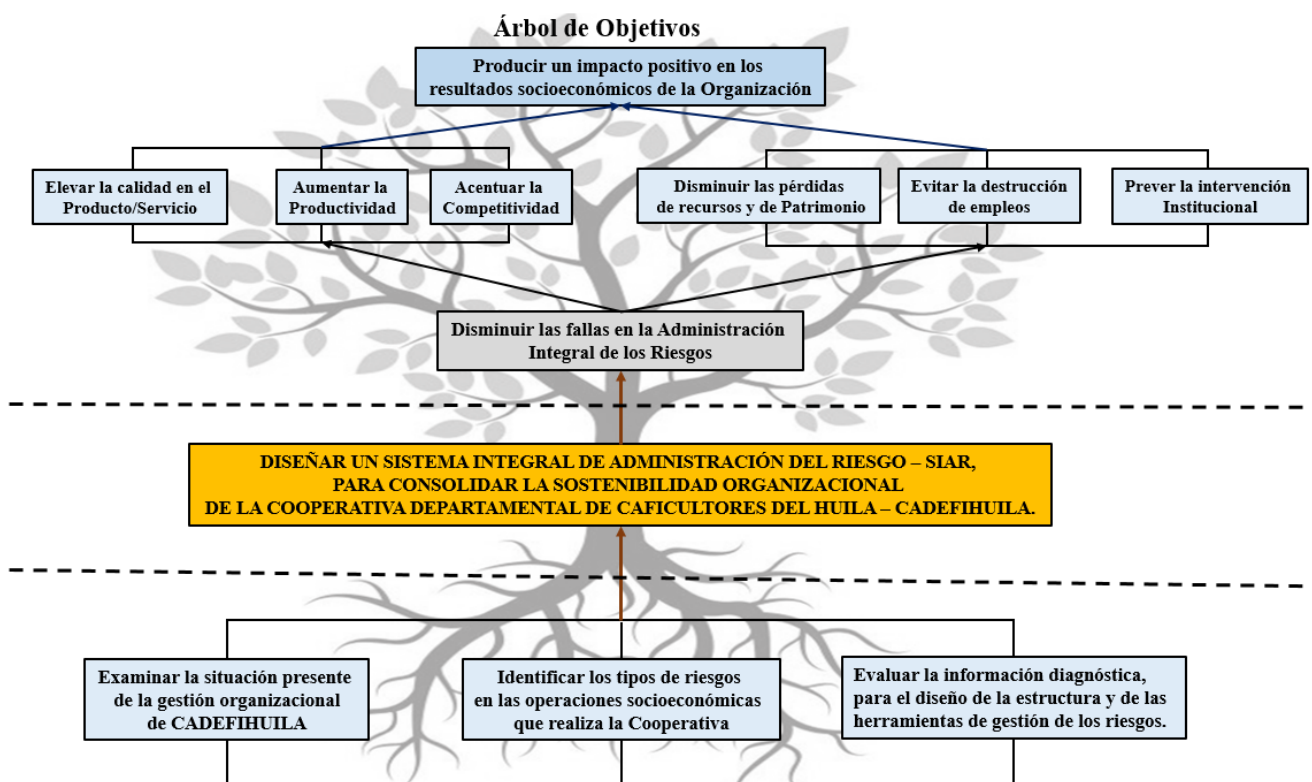 Árbol de Objetivos
Producir un impacto positivo en los
resultados socioeconómicos de la Organización
Elevar la calidad en el
Producto/Servicio
Aumentar la
Productividad
Acentuar la
Competitividad
Disminuir las pérdidas
de recursos y de Patrimonio
Evitar la destrucción
de empleos
Prever la intervención
Institucional
Disminuir las fallas en la Administración
Integral de los Riesgos
DISEÑAR UN SISTEMA INTEGRAL DE ADMINISTRACIÓN DEL RIESGO – SIAR,
PARA CONSOLIDAR LA SOSTENIBILIDAD ORGANIZACIONAL
DE LA COOPERATIVA DEPARTAMENTAL DE CAFICULTORES DEL HUILA – CADEFIHUILA.
Examinar la situación presente
de la gestión organizacional
de CADEFIHUILA
Identificar los tipos de riesgos
en las operaciones socioeconómicas
que realiza la Cooperativa
Evaluar la información diagnóstica,
para el diseño de la estructura y de las
herramientas de gestión de los riesgos.